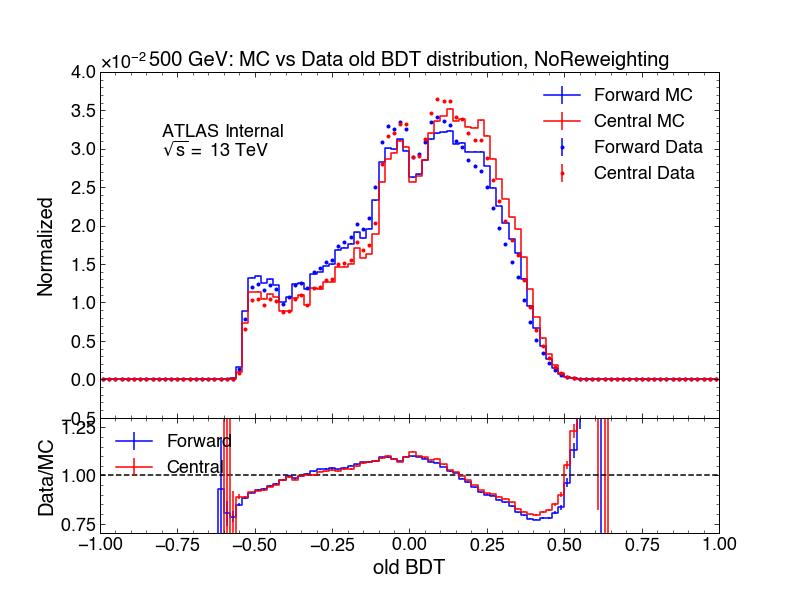 ×10⁻² 500 GeV: MC vs Data old BDT distribution, NoReweighting
4.0
3.5
3.0
2.5
2.0
1.5
1.0
0.5
0.0
−0.5
Normalized
ATLAS Internal
√s = 13 TeV
Forward MC
Central MC
Forward Data
Central Data
1.25
1.00
0.75
Data/MC
Forward
Central
−1.00 −0.75 −0.50 −0.25 0.00 0.25 0.50 0.75 1.00
old BDT